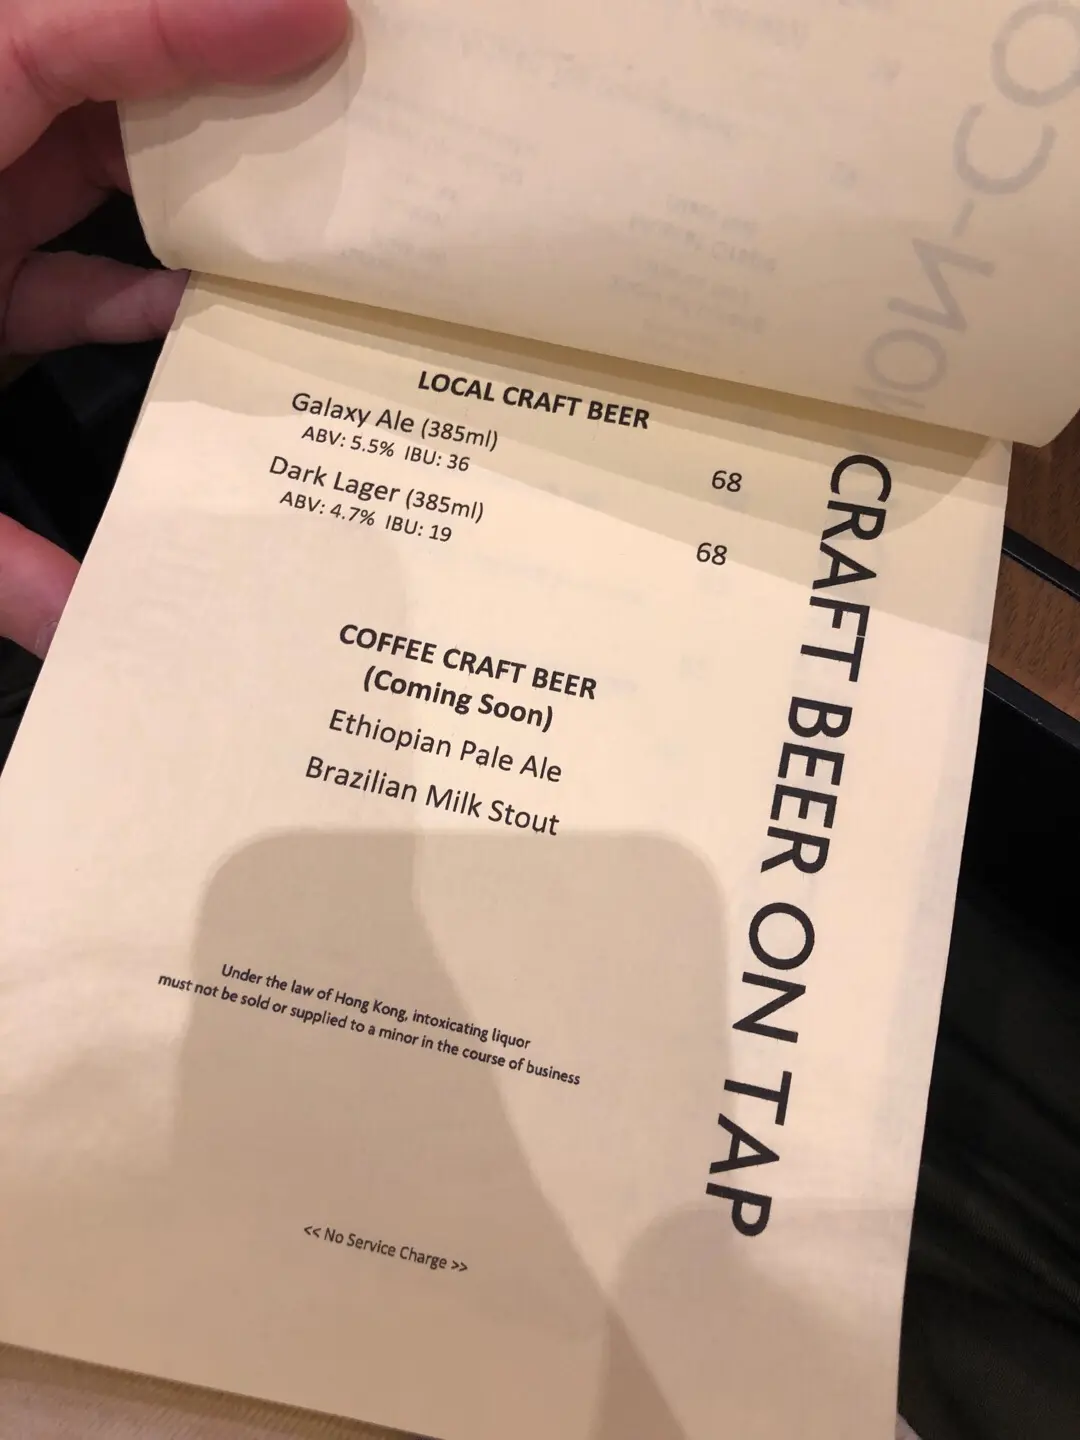 LOCAL CRAFT BEER
Galaxy Ale (385ml)
ABV: 5.5% IBU: 36
68
Dark Lager (385ml)
ABV: 4.7% IBU: 19
68
COFFEE CRAFT BEER
(Coming Soon)
Ethiopian Pale Ale
Brazilian Milk Stout
Under the law of Hong Kong, intoxicating liquor
must not be sold or supplied to a minor in the course of business
<< No Service Charge >>
CRAFT BEER ON TAP